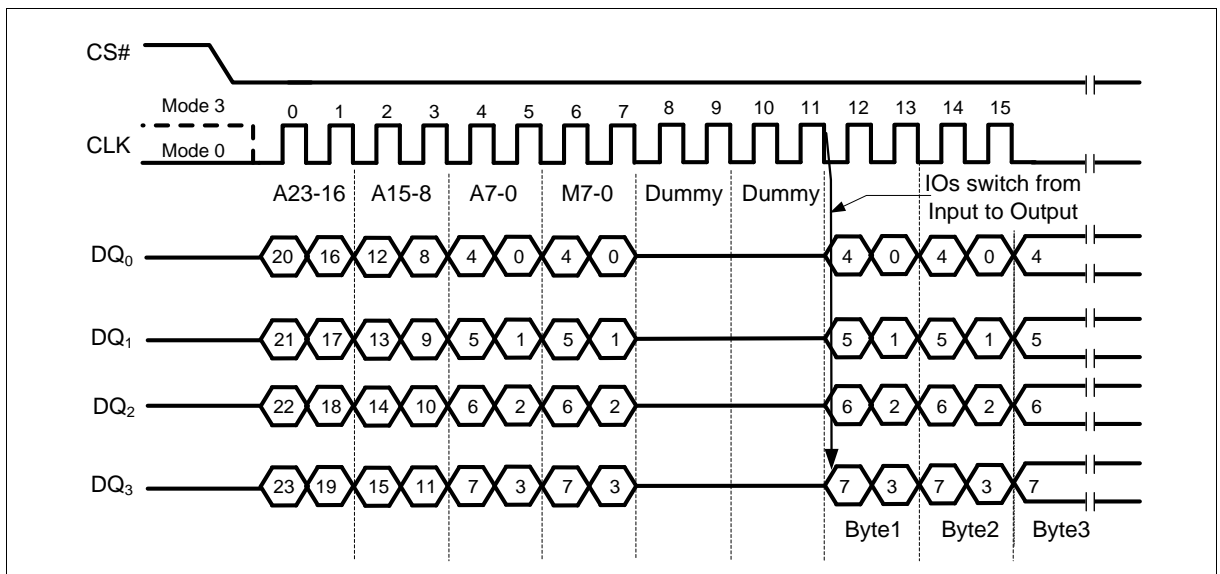 CS#
Mode 3
0 1 2 3 4 5 6 7 8 9 10 11 12 13 14 15
CLK
Mode 0
A23-16 A15-8 A7-0 M7-0 Dummy Dummy
IOs switch from
Input to Output
DQ0 20 16 12 8 4 0 4 0 4 0 4 0 4
DQ1 21 17 13 9 5 1 5 1 5 1 5 1 5
DQ2 22 18 14 10 6 2 6 2 6 2 6 2 6
DQ3 23 19 15 11 7 3 7 3 7 3 7 3 7
Byte1 Byte2 Byte3